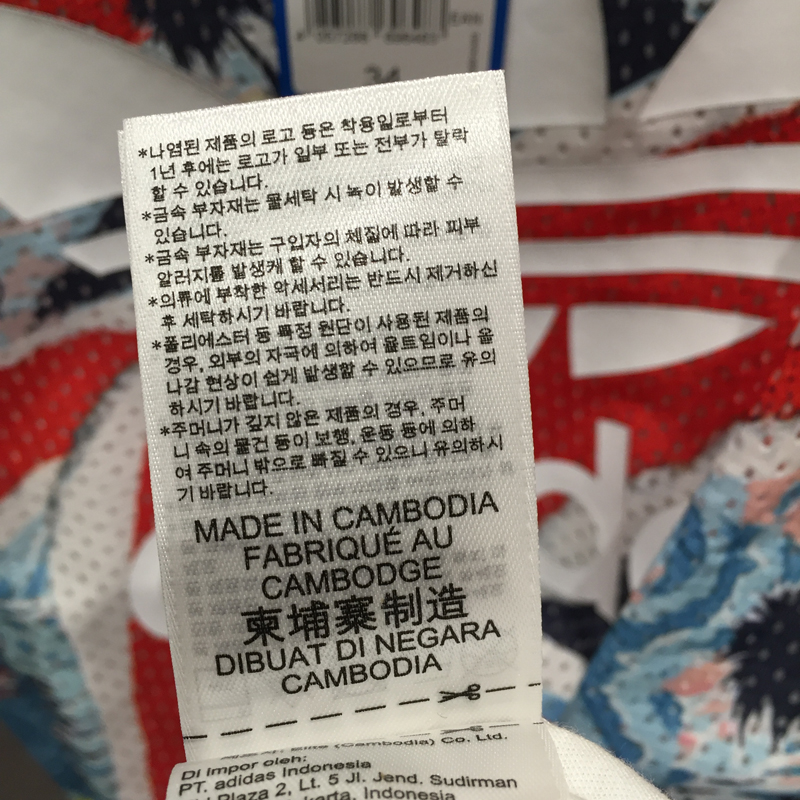 34
*나염된 제품의 로고 등은 착용일로부터
1년 후에는 로고가 일부 또는 전부가 탈락
할 수 있습니다.
*금속 부자재는 물세탁 시 녹이 발생할 수
있습니다.
*금속 부자재는 구입자의 체질에 따라 피부
알러지를 발생케 할 수 있습니다.
*의류에 부착한 악세서리는 반드시 제거하신
후 세탁하시기 바랍니다.
*폴리에스터 등 특정 원단이 사용된 제품의
경우, 외부의 자극에 의하여 올트임이나 올
나감 현상이 쉽게 발생할 수 있으므로 유의
하시기 바랍니다.
*주머니가 깊지 않은 제품의 경우, 주머
니 속의 물건 등이 보행, 운동 등에 의하
여 주머니 밖으로 빠질 수 있으니 유의하시
기 바랍니다.
MADE IN CAMBODIA
FABRIQUÉ AU
CAMBODGE
柬埔寨制造
DIBUAT DI NEGARA
CAMBODIA
(Cambodia) Co. Ltd.
Di impor oleh:
PT. adidas Indonesia
Plaza 2, Lt. 5 Jl. Jend. Sudirman
Indonesia